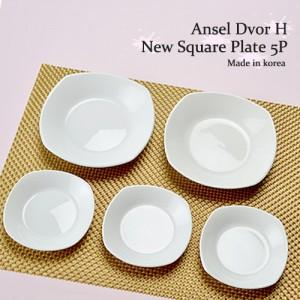 Ansel Dvor H
New Square Plate 5P
Made in korea